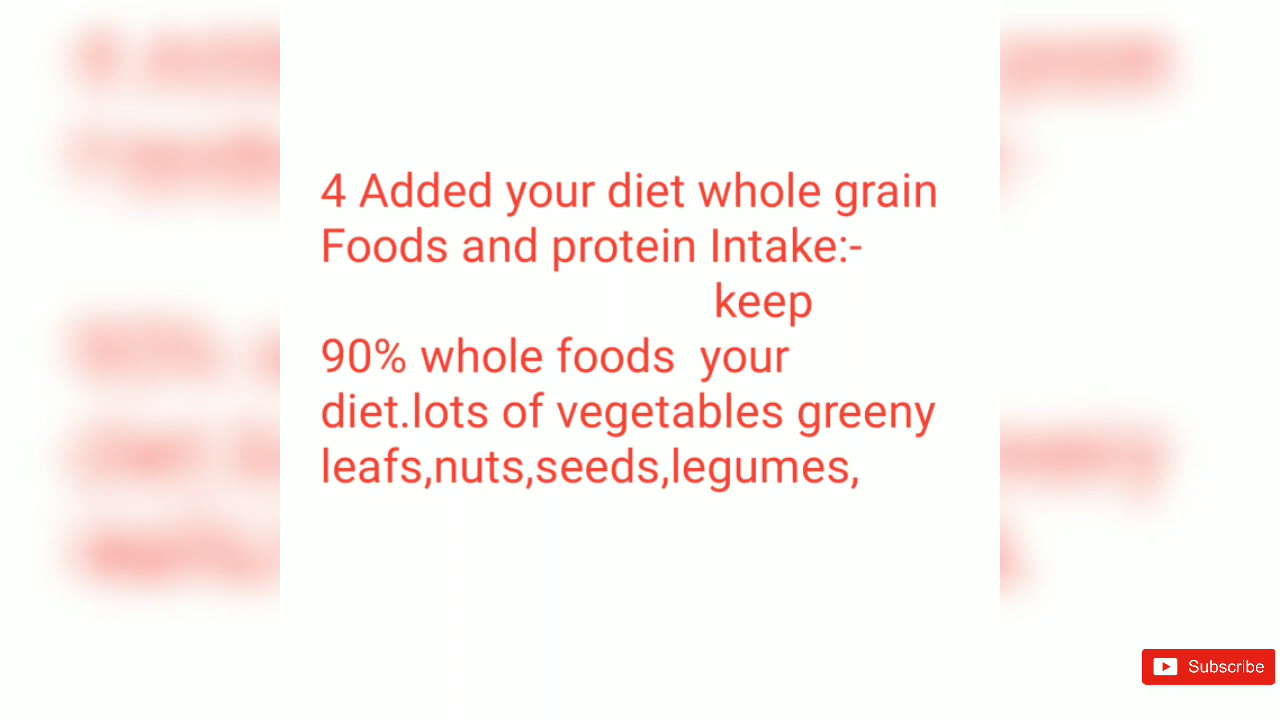 4 Added your diet whole grain
Foods and protein Intake:-
keep
90% whole foods  your
diet.lots of vegetables greeny
leafs,nuts,seeds,legumes,
Subscribe